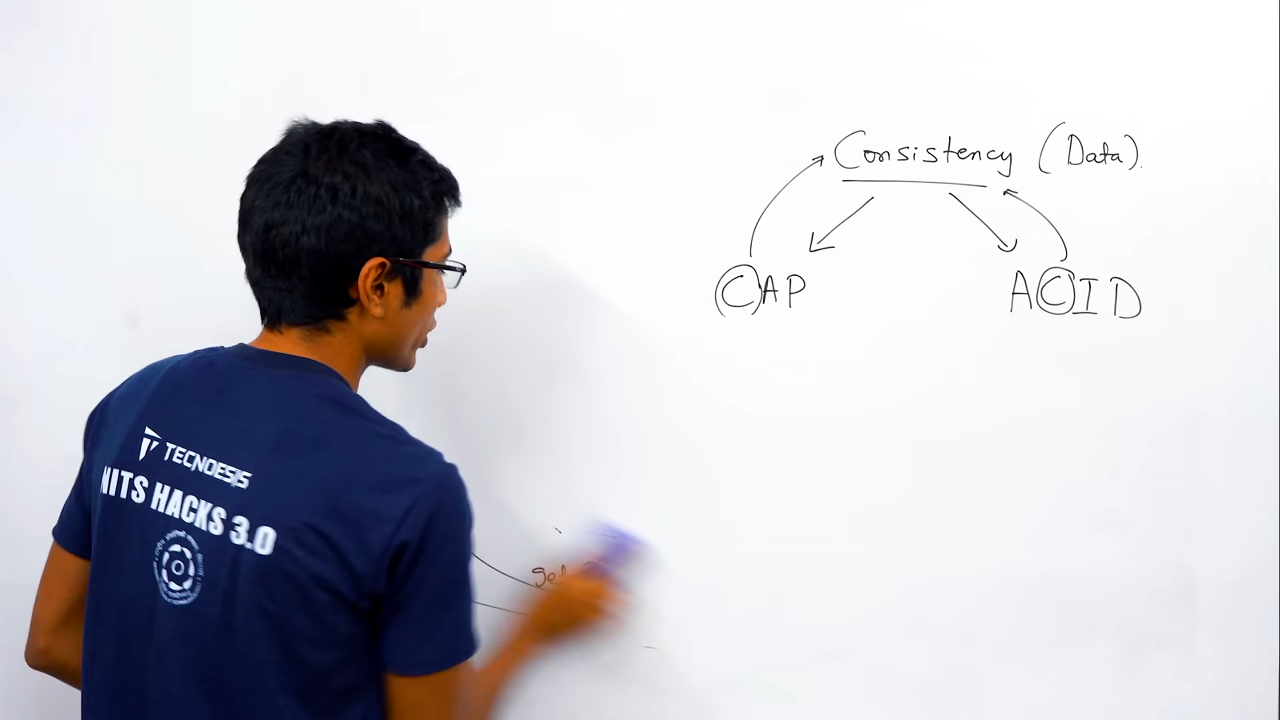 Consistency (Data).
CAP
ACID
TECNOESIS
NITS HACKS 3.0